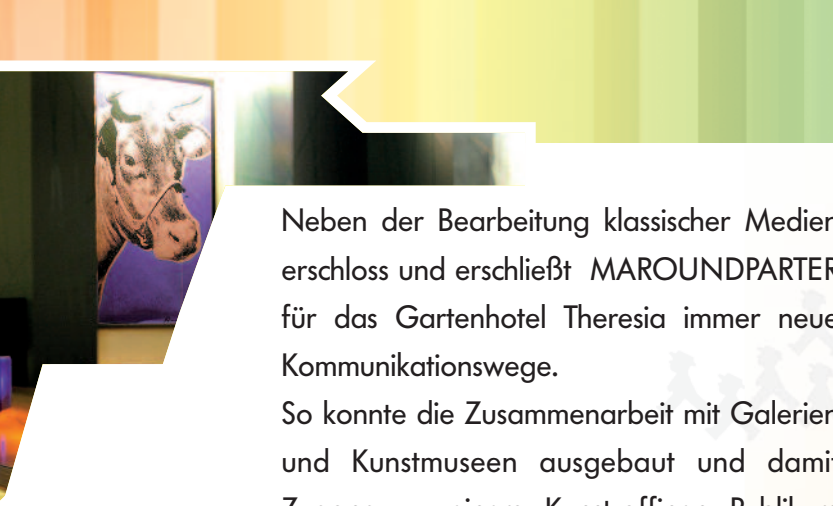 Neben der Bearbeitung klassischer Medien
erschloss und erschließt MAROUNDPARTER
für das Gartenhotel Theresia immer neue
Kommunikationswege.
So konnte die Zusammenarbeit mit Galerien
und Kunstmuseen ausgebaut und damit